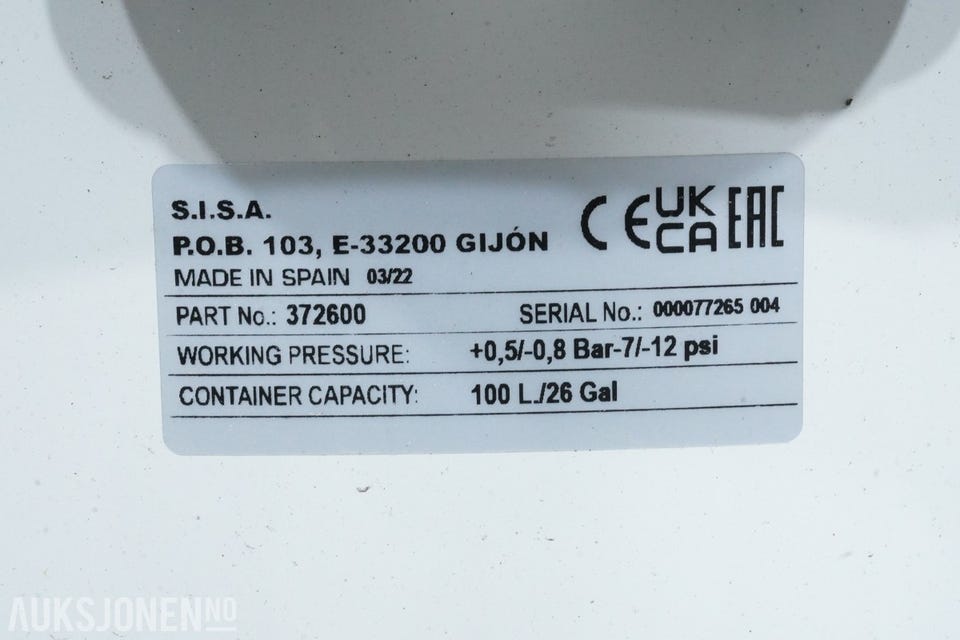 S.I.S.A.
P.O.B. 103, E-33200 GIJÓN
MADE IN SPAIN 03/22
CE UK CA EAC
PART No.: 372600 SERIAL No.: 000077265 004
WORKING PRESSURE: +0,5/-0,8 Bar-7/-12 psi
CONTAINER CAPACITY: 100 L./26 Gal
AUKSJONEN.NO